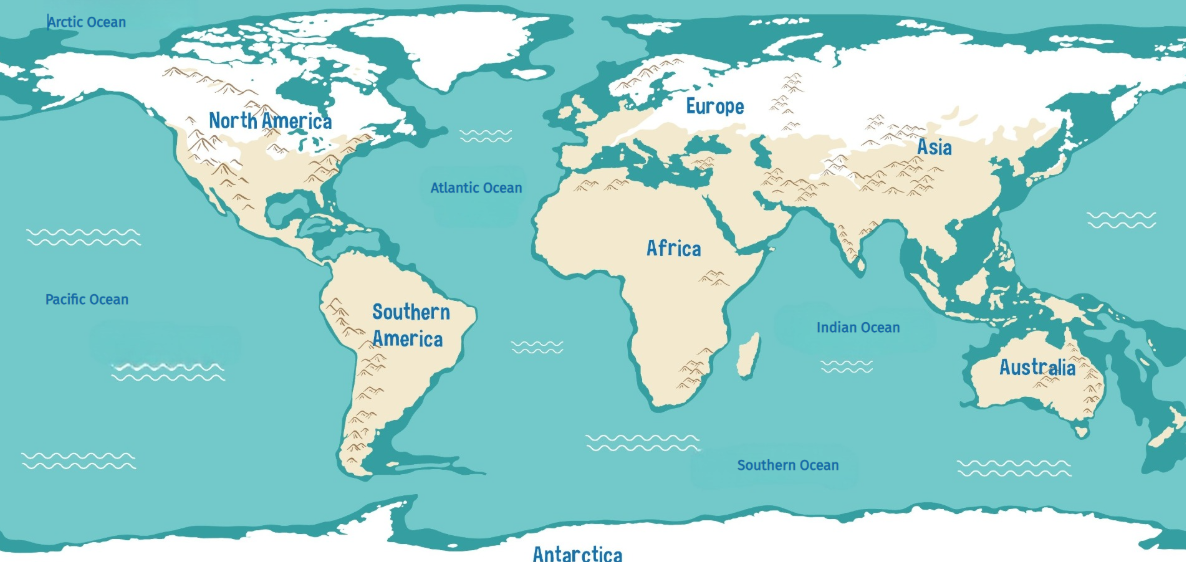 Arctic Ocean
North America
Europe
Asia
Atlantic Ocean
Africa
Pacific Ocean
Southern
America
Indian Ocean
Australia
Southern Ocean
Antarctica